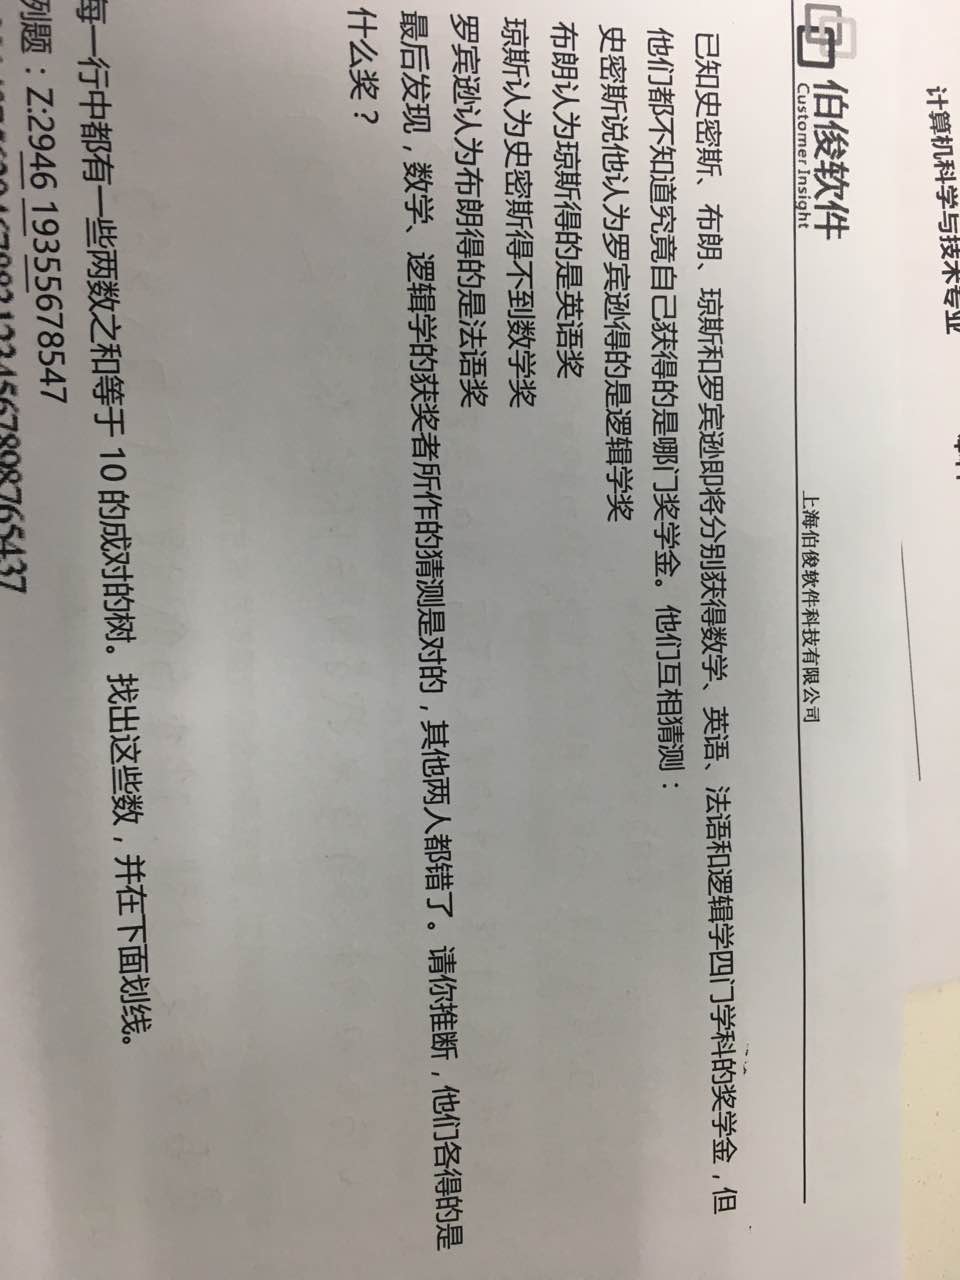 计算机科学与技术专业
伯俊软件
Customer Insight
上海伯俊软件科技有限公司
已知史密斯、布朗、琼斯和罗宾逊即将分别获得数学、英语、法语和逻辑学四门学科的奖学金，但
他们都不知道究竟自己获得的是哪门奖学金。他们互相猜测：
史密斯说他认为罗宾逊得的是逻辑学奖
布朗认为琼斯得的是英语奖
琼斯认为史密斯得不到数学奖
罗宾逊认为布朗得的是法语奖
最后发现，数学、逻辑学的获奖者所作的猜测是对的，其他两人都错了。请你推断，他们各得的是
什么奖？
每一行中都有一些两数之和等于 10 的成对的树。找出这些数，并在下面划线。
例题：Z:2946 19355678547